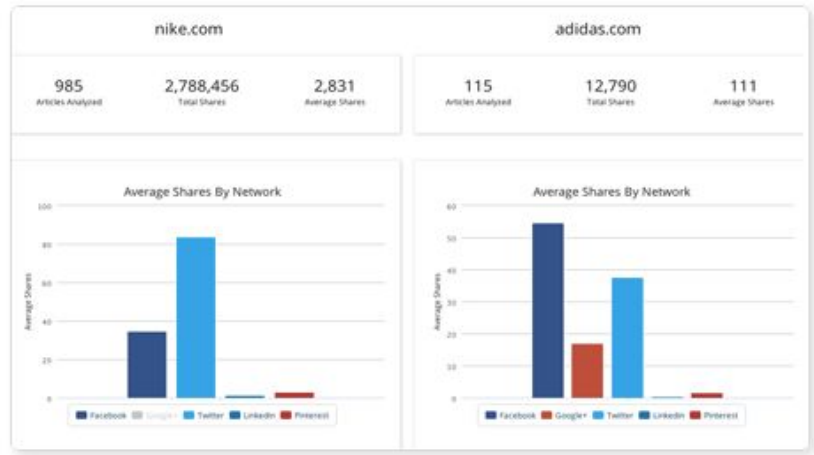 nike.com
985 2,788,456 2,831
Articles Analyzed Total Shares Average Shares
Average Shares By Network
100
80
60
40
20
0
Average Shares
Facebook Google+ Twitter LinkedIn Pinterest
adidas.com
115 12,790 111
Articles Analyzed Total Shares Average Shares
Average Shares By Network
60
50
40
30
20
10
0
Average Shares
Facebook Google+ Twitter LinkedIn Pinterest